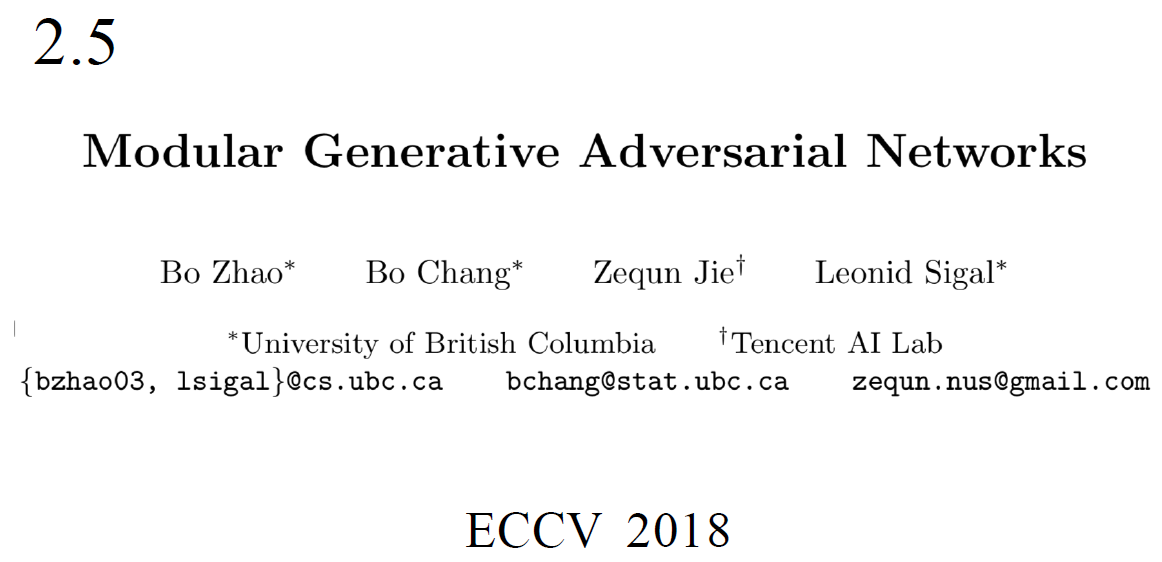 2.5
Modular Generative Adversarial Networks
Bo Zhao* Bo Chang* Zequn Jie† Leonid Sigal*
*University of British Columbia †Tencent AI Lab
{bzhao03, lsigal}@cs.ubc.ca bchang@stat.ubc.ca zequn.nus@gmail.com
ECCV 2018